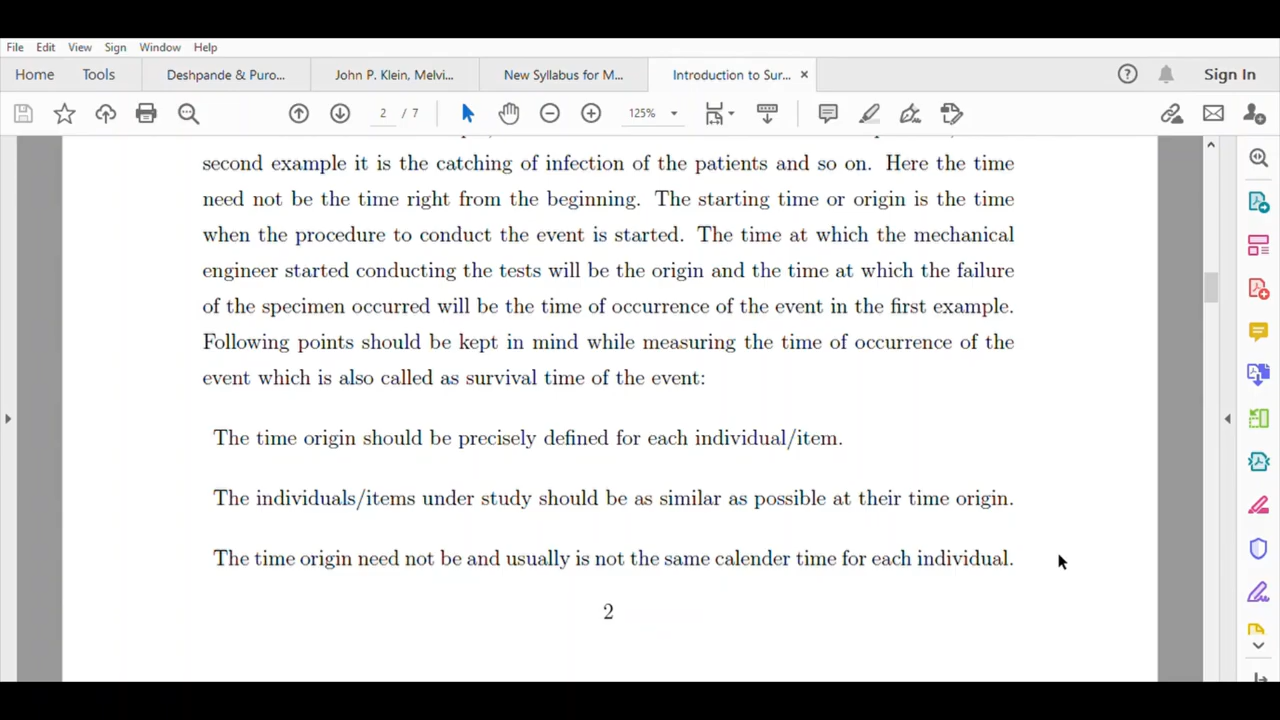 File Edit View Sign Window Help
Home Tools Deshpande & Puro... John P. Klein, Melvi... New Syllabus for M... Introduction to Sur... × Sign In
2 / 7 125%
second example it is the catching of infection of the patients and so on. Here the time
need not be the time right from the beginning. The starting time or origin is the time
when the procedure to conduct the event is started. The time at which the mechanical
engineer started conducting the tests will be the origin and the time at which the failure
of the specimen occurred will be the time of occurrence of the event in the first example.
Following points should be kept in mind while measuring the time of occurrence of the
event which is also called as survival time of the event:
The time origin should be precisely defined for each individual/item.
The individuals/items under study should be as similar as possible at their time origin.
The time origin need not be and usually is not the same calender time for each individual.
2